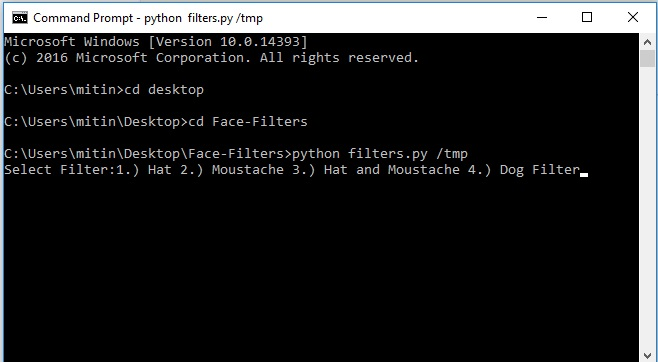 Command Prompt - python  filters.py /tmp
Microsoft Windows [Version 10.0.14393]
(c) 2016 Microsoft Corporation. All rights reserved.
C:\Users\mitin>cd desktop
C:\Users\mitin\Desktop>cd Face-Filters
C:\Users\mitin\Desktop\Face-Filters>python filters.py /tmp
Select Filter:1.) Hat 2.) Moustache 3.) Hat and Moustache 4.) Dog Filter